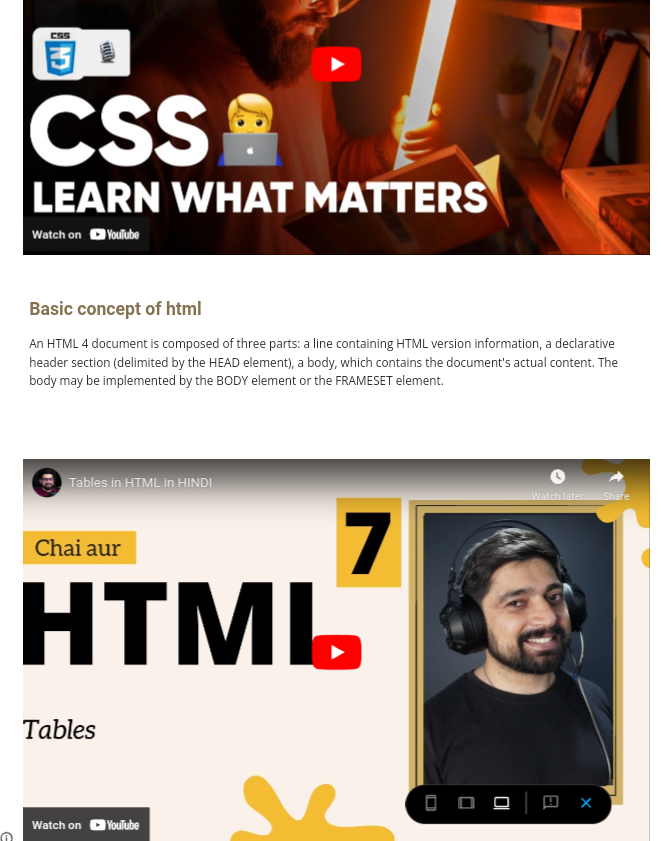 CSS
3
CSS
LEARN WHAT MATTERS
Watch on YouTube
Basic concept of html
An HTML 4 document is composed of three parts: a line containing HTML version information, a declarative
header section (delimited by the HEAD element), a body, which contains the document's actual content. The
body may be implemented by the BODY element or the FRAMESET element.
Tables in HTML in HINDI
Watch later
Share
7
Chai aur
HTML
Tables
Watch on YouTube